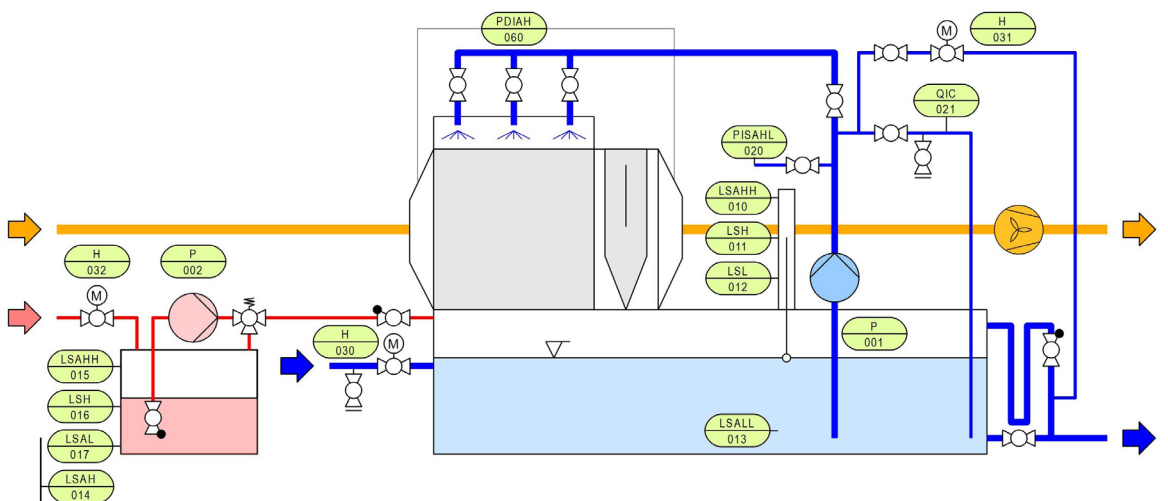 PDIAH
060
M
H
031
QIC
021
PISAHL
020
LSAHH
010
LSH
011
LSL
012
H
032
P
002
M
H
030
M
P
001
LSAHH
015
LSH
016
LSAL
017
LSAH
014
LSALL
013